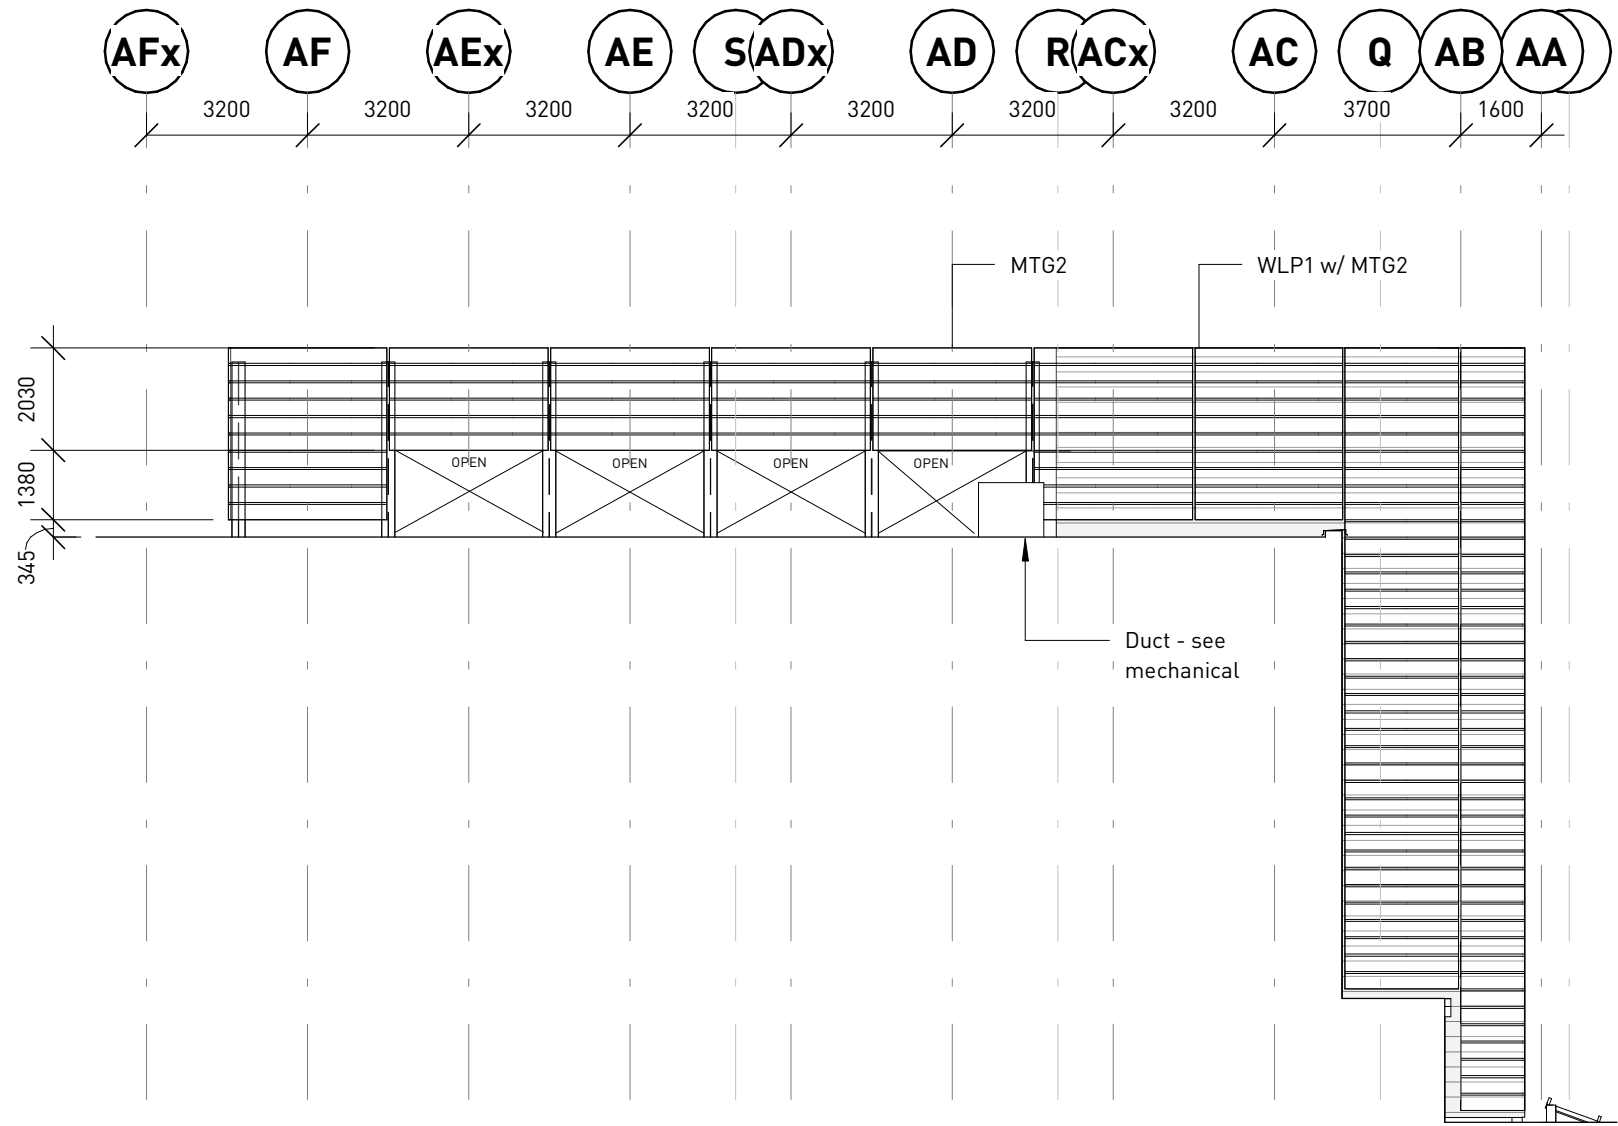 AFx AF AEx AE S ADx AD R ACx AC Q AB AA
3200 3200 3200 3200 3200 3200 3200 3700 1600
MTG2
WLP1 w/ MTG2
2030
1380
345
OPEN OPEN OPEN OPEN
Duct - see
mechanical